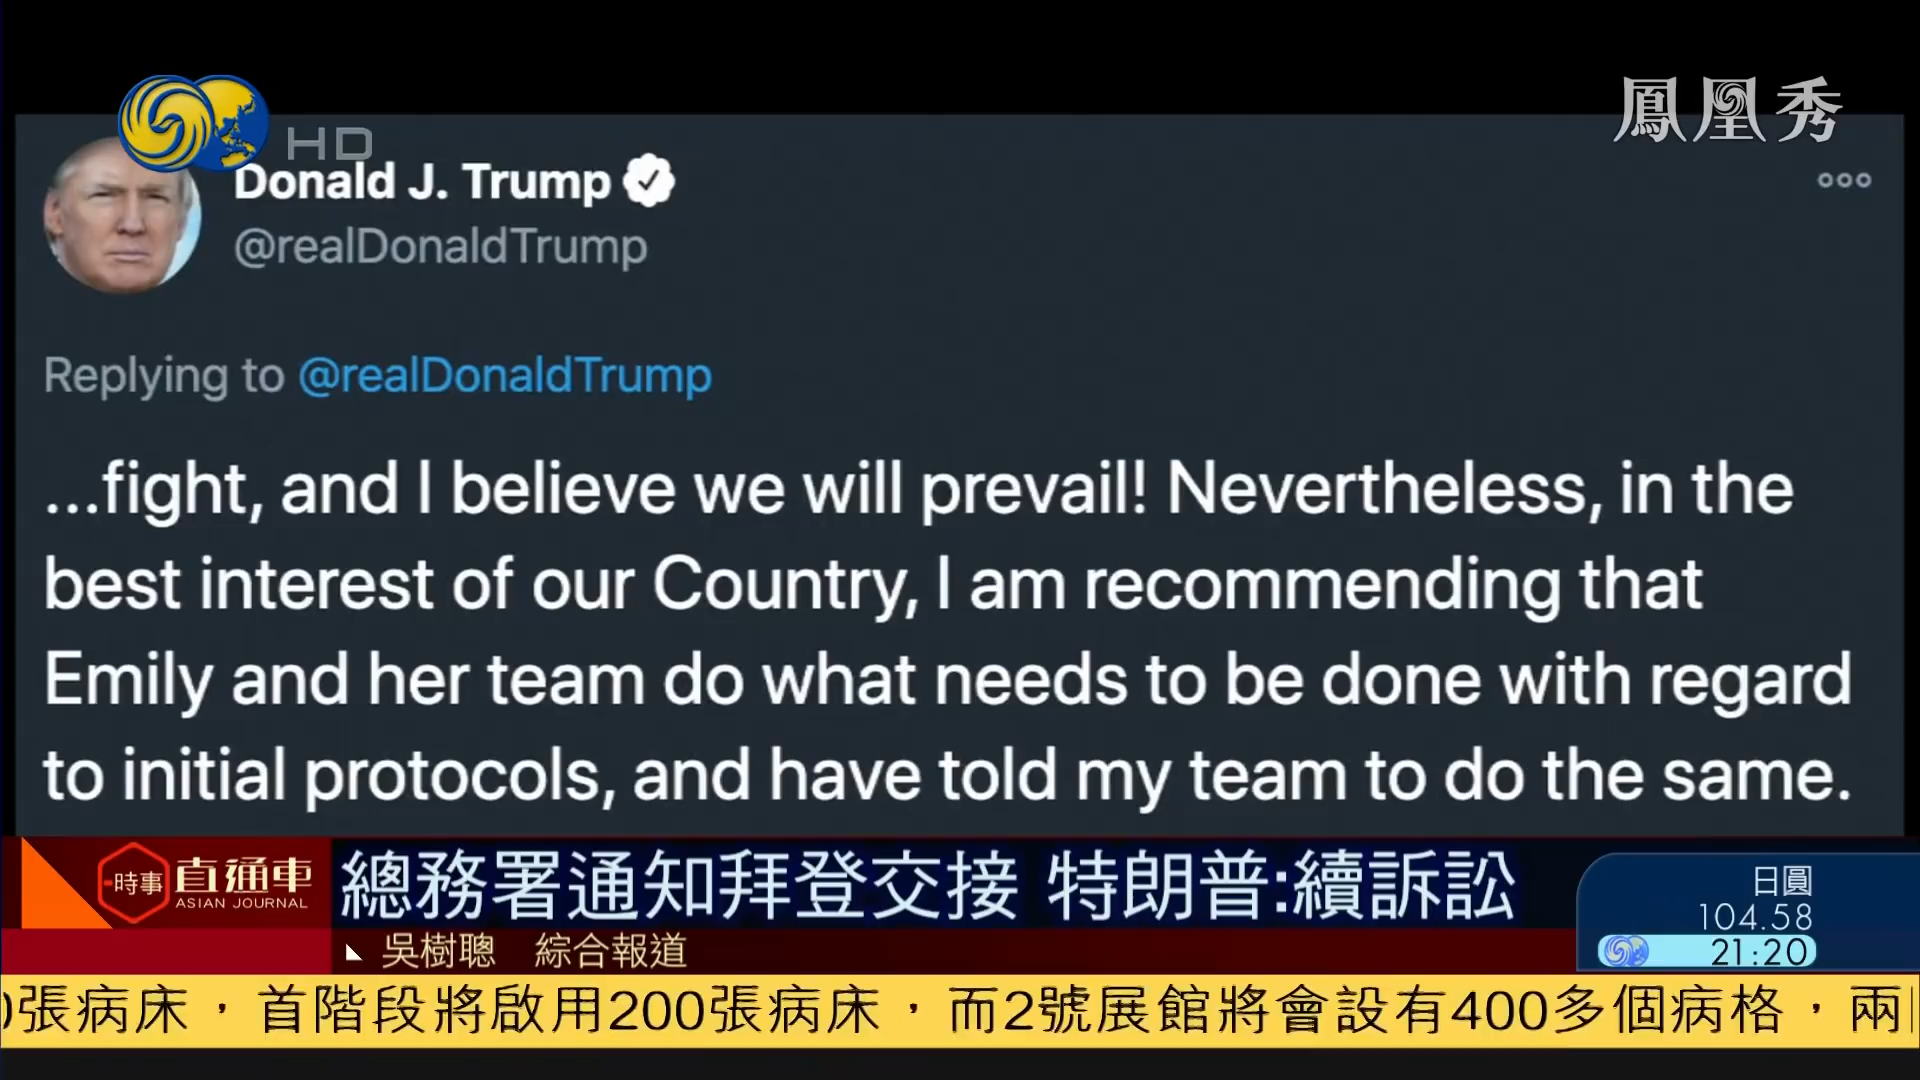 HD
鳳凰秀
Donald J. Trump
@realDonaldTrump
Replying to @realDonaldTrump
...fight, and I believe we will prevail! Nevertheless, in the
best interest of our Country, I am recommending that
Emily and her team do what needs to be done with regard
to initial protocols, and have told my team to do the same.
時事 直通車
ASIAN JOURNAL
總務署通知拜登交接 特朗普:續訴訟
吳樹聰 綜合報道
日圓
104.58
21:20
0張病床，首階段將啟用200張病床，而2號展館將會設有400多個病格，兩